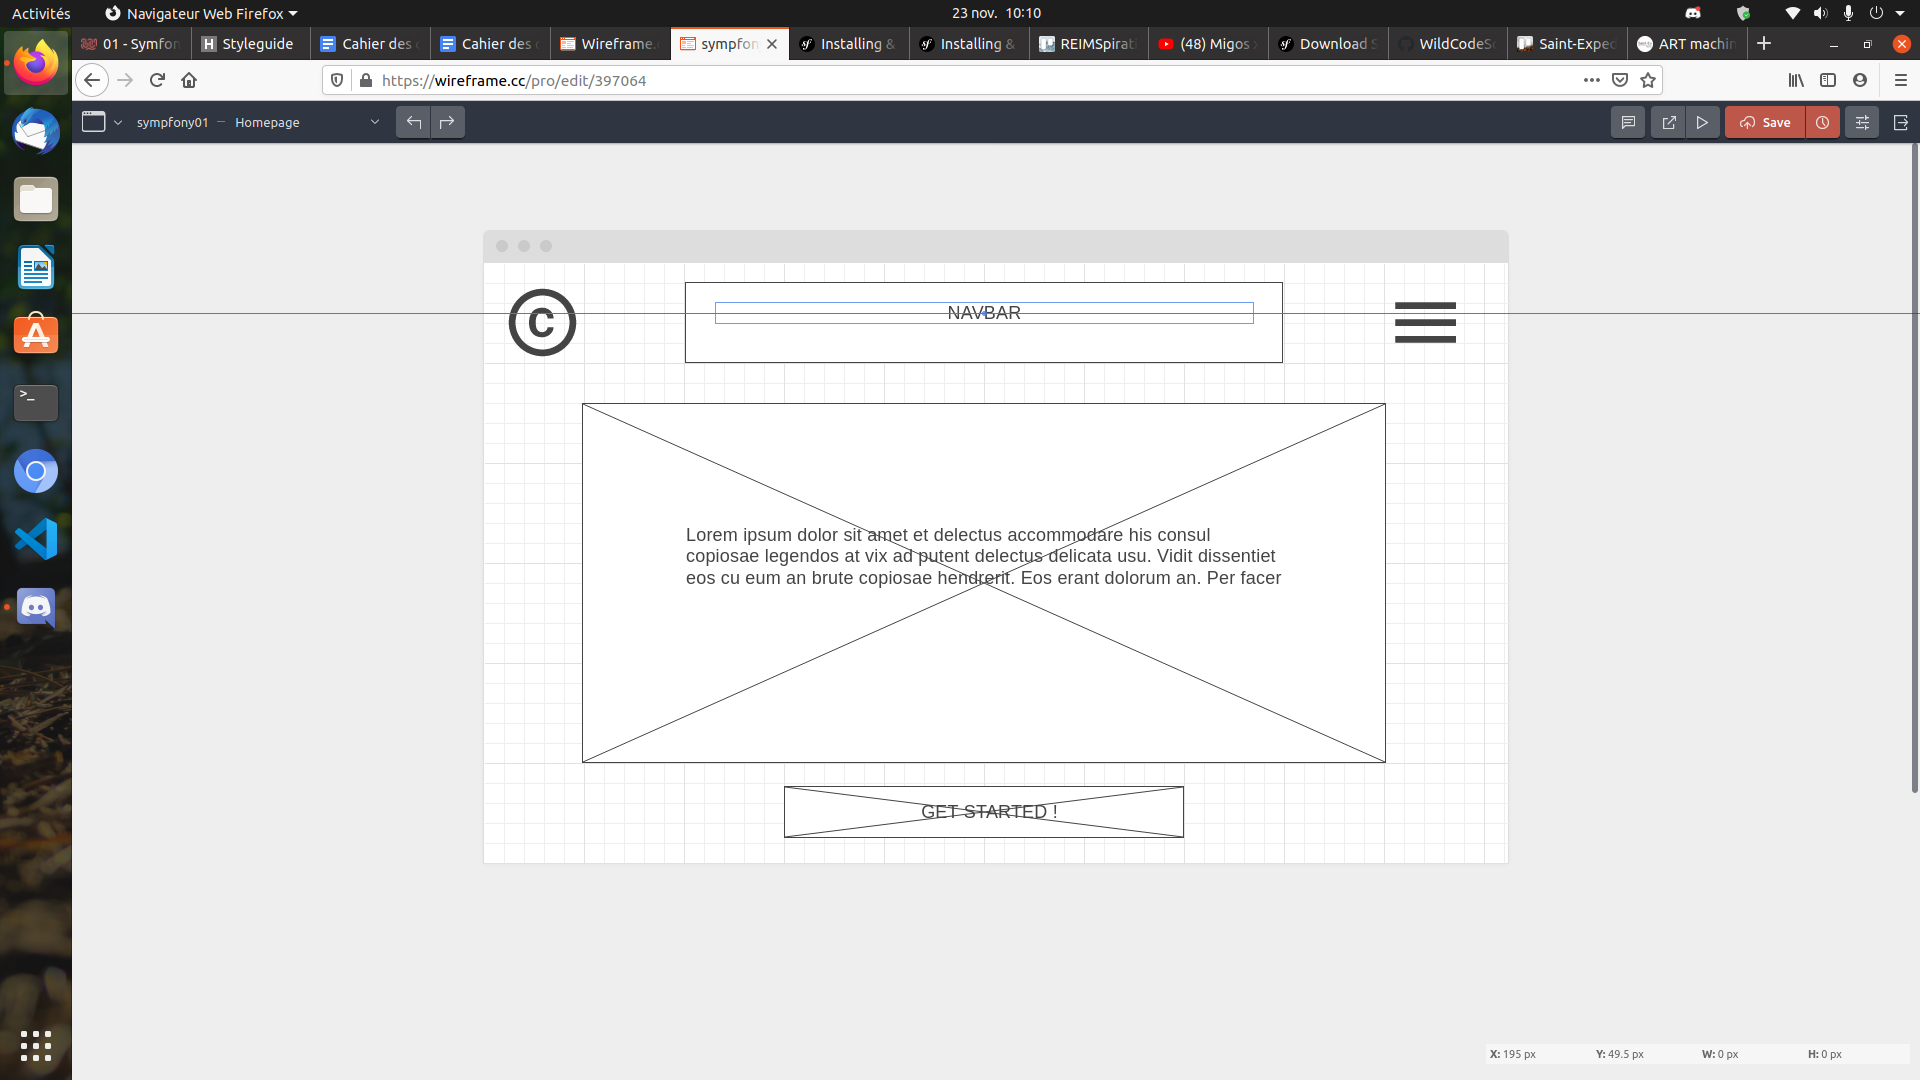 Activités
Navigateur Web Firefox
23 nov. 10:10
01 - Symfon
Styleguide
Cahier des c
Cahier des c
Wireframe.
sympfon
Installing &
Installing &
REIMSpirat
(48) Migos
Download S
WildCodeSc
Saint-Exped
ART machin
https://wireframe.cc/pro/edit/397064
sympfony01 — Homepage
Save
C
NAVBAR
Lorem ipsum dolor sit amet et delectus accommodare his consul
copiosae legendos at vix ad putent delectus delicata usu. Vidit dissentiet
eos cu eum an brute copiosae hendrerit. Eos erant dolorum an. Per facer
GET STARTED !
X: 195 px Y: 49.5 px W: 0 px H: 0 px